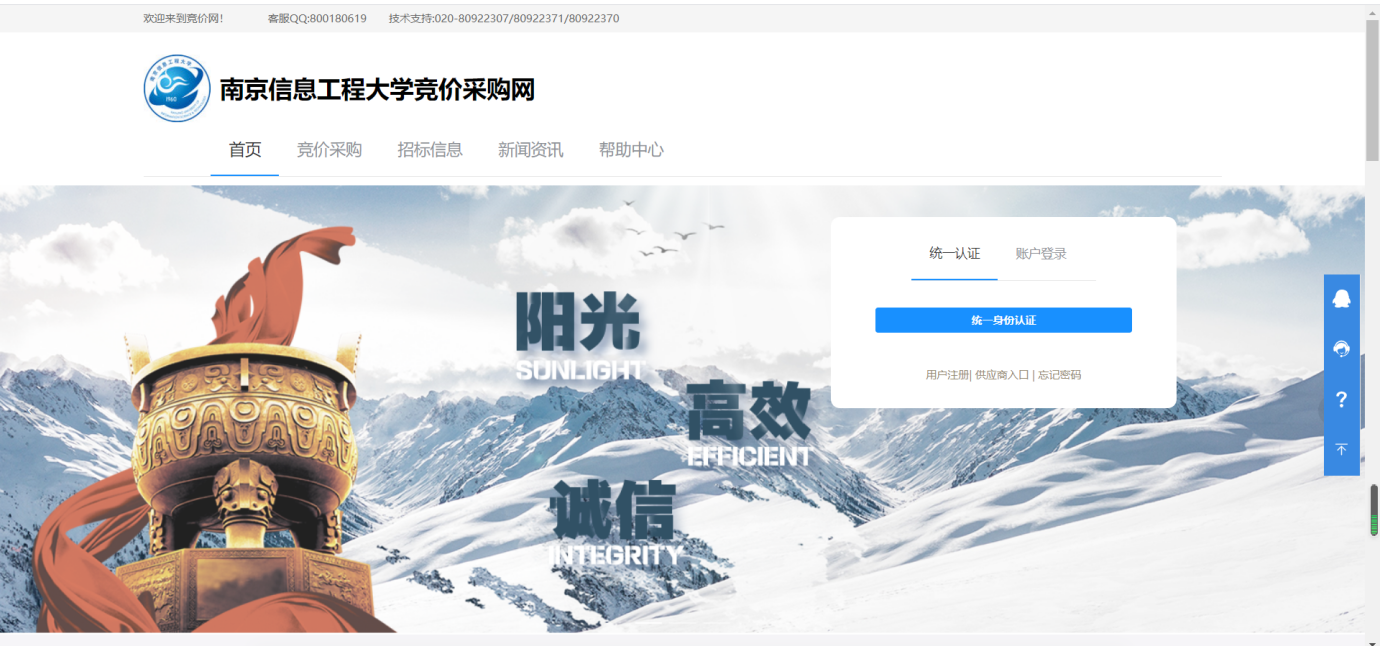 欢迎来到竞价网! 客服QQ:800180619 技术支持:020-80922307/80922371/80922370
1960
南京信息工程大学竞价采购网
首页 竞价采购 招标信息 新闻资讯 帮助中心
统一认证 账户登录
统一身份认证
用户注册| 供应商入口 | 忘记密码
阳光
SUNLIGHT
高效
EFFICIENT
诚信
INTEGRITY